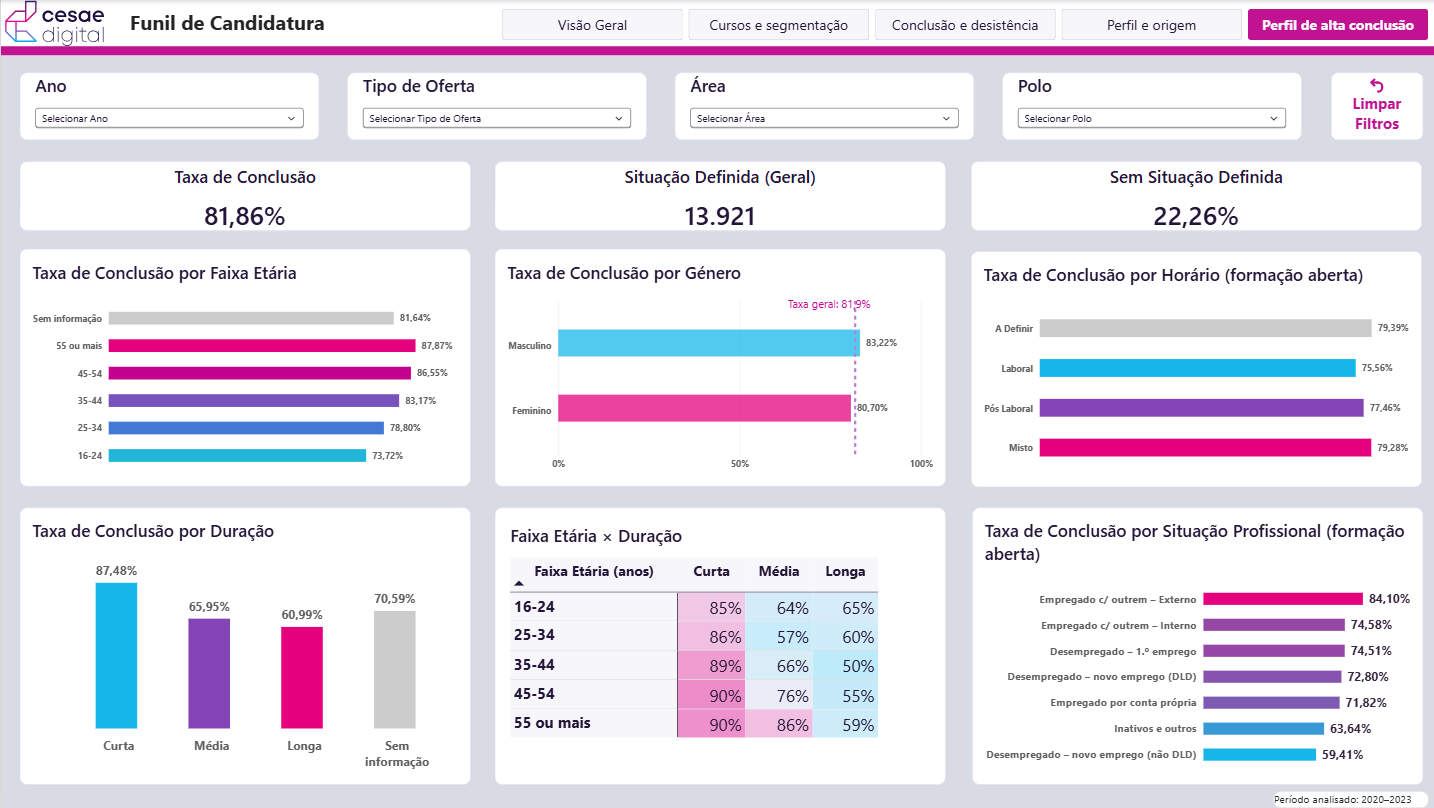 cesae
digital
Funil de Candidatura
Visão Geral
Cursos e segmentação
Conclusão e desistência
Perfil e origem
Perfil de alta conclusão
Ano
Selecionar Ano
Tipo de Oferta
Selecionar Tipo de Oferta
Área
Selecionar Área
Polo
Selecionar Polo
Limpar
Filtros
Taxa de Conclusão
81,86%
Situação Definida (Geral)
13.921
Sem Situação Definida
22,26%
Taxa de Conclusão por Faixa Etária
Sem informação 81,64%
55 ou mais 87,87%
45-54 86,55%
35-44 83,17%
25-34 78,80%
16-24 73,72%
Taxa de Conclusão por Género
Taxa geral: 81,9%
Masculino 83,22%
Feminino 80,70%
0% 50% 100%
Taxa de Conclusão por Horário (formação aberta)
A Definir 79,39%
Laboral 75,56%
Pós Laboral 77,46%
Misto 79,28%
Taxa de Conclusão por Duração
87,48% 65,95% 60,99% 70,59%
Curta Média Longa Sem
informação
Faixa Etária × Duração
Faixa Etária (anos) Curta Média Longa
16-24 85% 64% 65%
25-34 86% 57% 60%
35-44 89% 66% 50%
45-54 90% 76% 55%
55 ou mais 90% 86% 59%
Taxa de Conclusão por Situação Profissional (formação
aberta)
Empregado c/ outrem – Externo 84,10%
Empregado c/ outrem – Interno 74,58%
Desempregado – 1.º emprego 74,51%
Desempregado – novo emprego (DLD) 72,80%
Empregado por conta própria 71,82%
Inativos e outros 63,64%
Desempregado – novo emprego (não DLD) 59,41%
Período analisado: 2020–2023